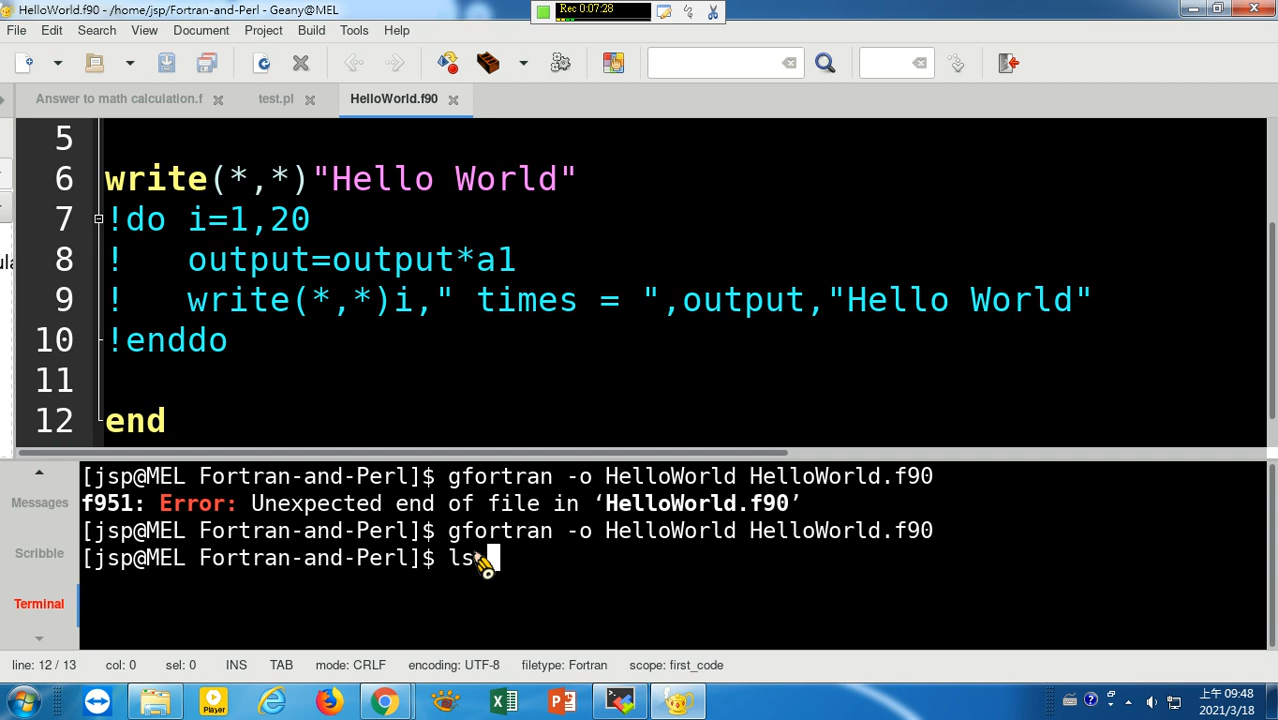 HelloWorld.f90 - /home/jsp/Fortran-and-Perl - Geany@MEL
Rec 0:07:28
File Edit Search View Document Project Build Tools Help
Answer to math calculation.f test.pl HelloWorld.f90
5
6 write(*,*)"Hello World"
7 !do i=1,20
8 !   output=output*a1
9 !   write(*,*)i," times = ",output,"Hello World"
10 !enddo
11
12 end
Messages
Scribble
Terminal
[jsp@MEL Fortran-and-Perl]$ gfortran -o HelloWorld HelloWorld.f90
f951: Error: Unexpected end of file in ‘HelloWorld.f90’
[jsp@MEL Fortran-and-Perl]$ gfortran -o HelloWorld HelloWorld.f90
[jsp@MEL Fortran-and-Perl]$ ls
line: 12 / 13 col: 0 sel: 0 INS TAB mode: CRLF encoding: UTF-8 filetype: Fortran scope: first_code
Player
上午 09:48
2021/3/18